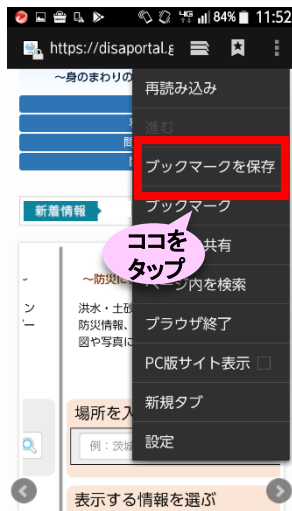 84% 11:52
https://disaportal.g
～身のまわりの
再読み込み
進む
ブックマークを保存
新着情報
ブックマーク
ココを
タップ
共有
ページ内を検索
～防災に
洪水・土砂
防災情報、
図や写真に
ブラウザ終了
PC版サイト表示
新規タブ
場所を入
例：茨城
設定
表示する情報を選ぶ